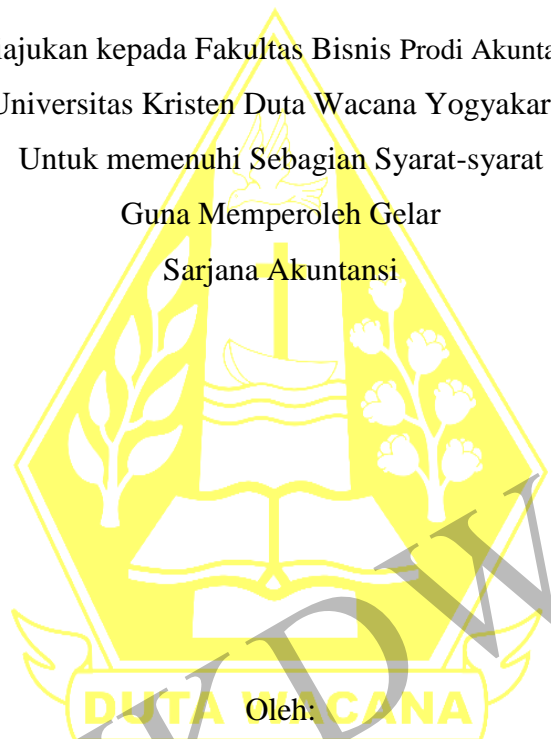 ajukan kepada Fakultas Bisnis Prodi Akunta
Universitas Kristen Duta Wacana Yogyakar
Untuk memenuhi Sebagian Syarat-syarat
Guna Memperoleh Gelar
Sarjana Akuntansi
DUTA WACANA
Oleh: